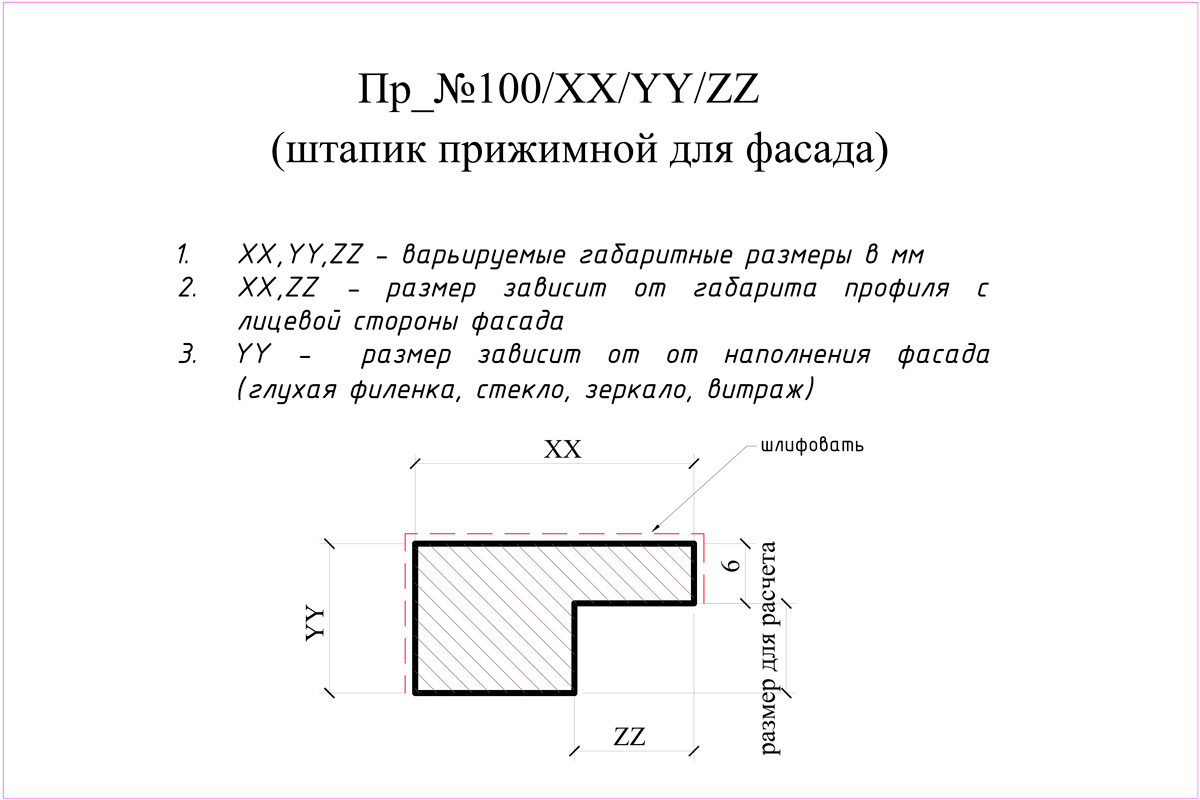 Пр_№100/XX/YY/ZZ
(штапик прижимной для фасада)
1. XX,YY,ZZ – варьируемые габаритные размеры в мм
2. XX,ZZ – размер зависит от габарита профиля с
лицевой стороны фасада
3. YY – размер зависит от от наполнения фасада
(глухая филенка, стекло, зеркало, витраж)
XX
шлифовать
YY
6
размер для расчета
ZZ